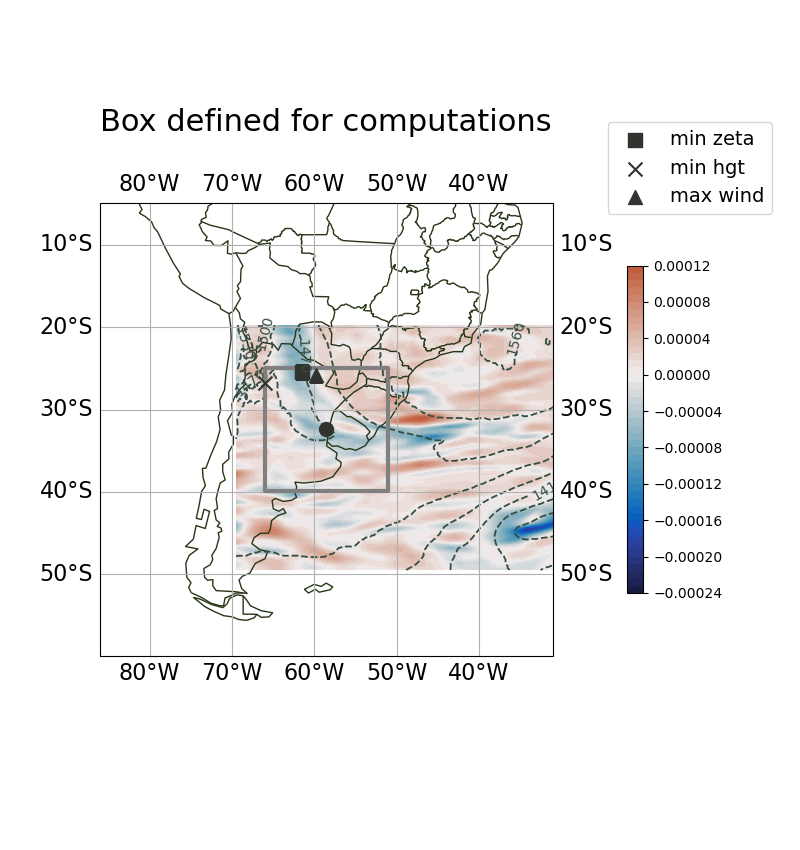 Box defined for computations
min zeta
min hgt
max wind
80°W 70°W 60°W 50°W 40°W
10°S 10°S
20°S 20°S
30°S 30°S
40°S 40°S
50°S 50°S
80°W 70°W 60°W 50°W 40°W
1560
0.00012
0.00008
0.00004
0.00000
−0.00004
−0.00008
−0.00012
−0.00016
−0.00020
−0.00024